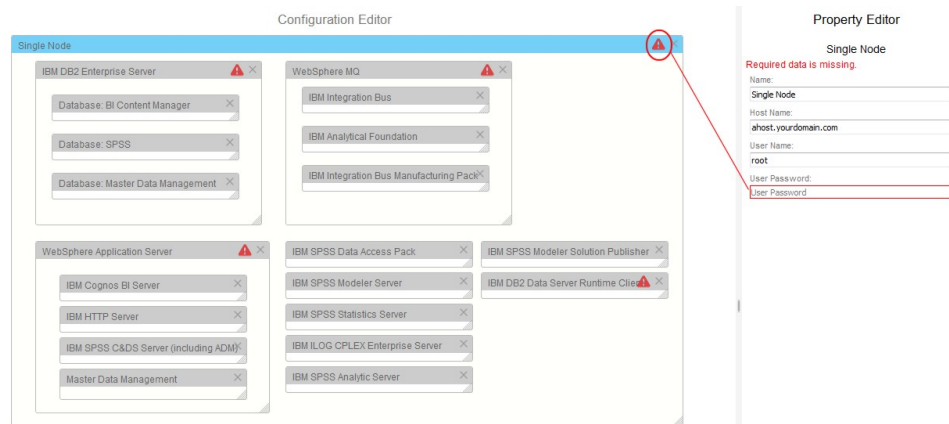 Configuration Editor
Single Node
IBM DB2 Enterprise Server
Database: BI Content Manager
Database: SPSS
Database: Master Data Management
WebSphere MQ
IBM Integration Bus
IBM Analytical Foundation
IBM Integration Bus Manufacturing Pack
WebSphere Application Server
IBM Cognos BI Server
IBM HTTP Server
IBM SPSS C&DS Server (including ADM)
Master Data Management
IBM SPSS Data Access Pack
IBM SPSS Modeler Server
IBM SPSS Statistics Server
IBM ILOG CPLEX Enterprise Server
IBM SPSS Analytic Server
IBM SPSS Modeler Solution Publisher
IBM DB2 Data Server Runtime Client
Property Editor
Single Node
Required data is missing.
Name:
Single Node
Host Name:
ahost.yourdomain.com
User Name:
root
User Password:
User Password